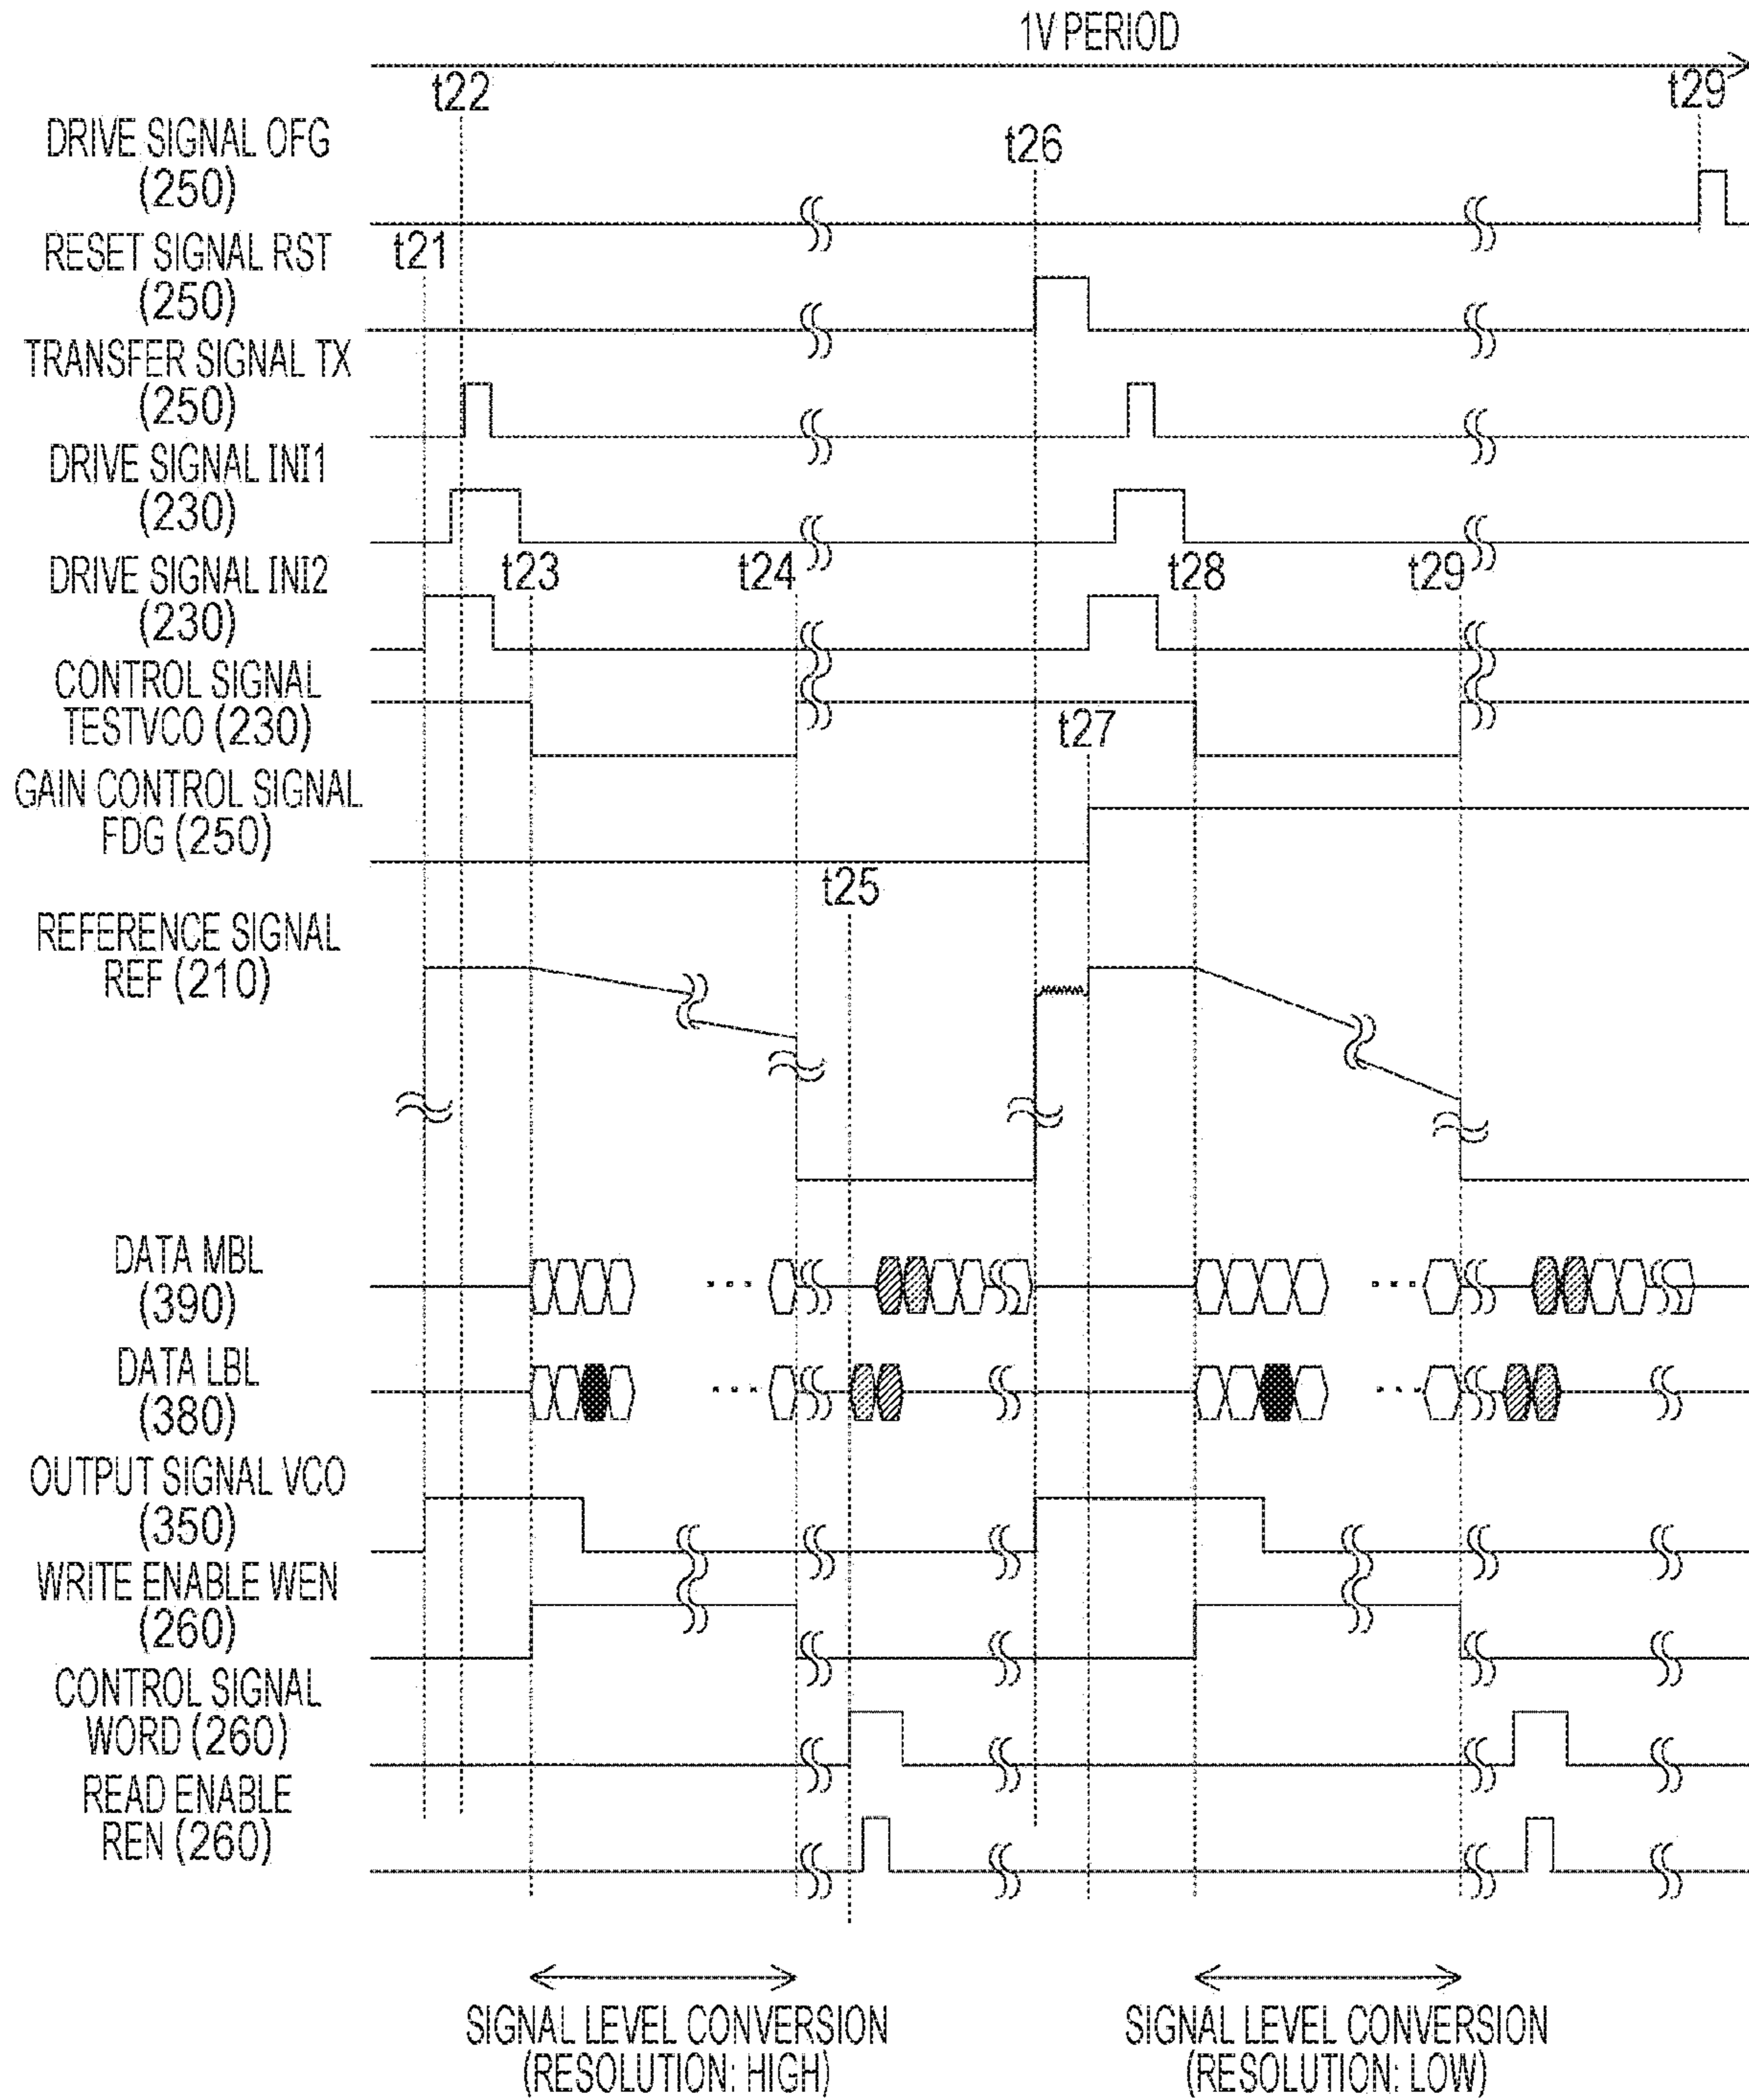 1V PERIOD
t22
t29
DRIVE SIGNAL OFG
(250)
t26
RESET SIGNAL RST
(250)
t21
TRANSFER SIGNAL TX
(250)
DRIVE SIGNAL INI1
(230)
DRIVE SIGNAL INI2
(230)
t23
t24
t28
t29
CONTROL SIGNAL
TESTVCO (230)
t27
GAIN CONTROL SIGNAL
FDG (250)
t25
REFERENCE SIGNAL
REF (210)
DATA MBL
(390)
DATA LBL
(380)
OUTPUT SIGNAL VCO
(350)
WRITE ENABLE WEN
(260)
CONTROL SIGNAL
WORD (260)
READ ENABLE
REN (260)
SIGNAL LEVEL CONVERSION
(RESOLUTION: HIGH)
SIGNAL LEVEL CONVERSION
(RESOLUTION: LOW)